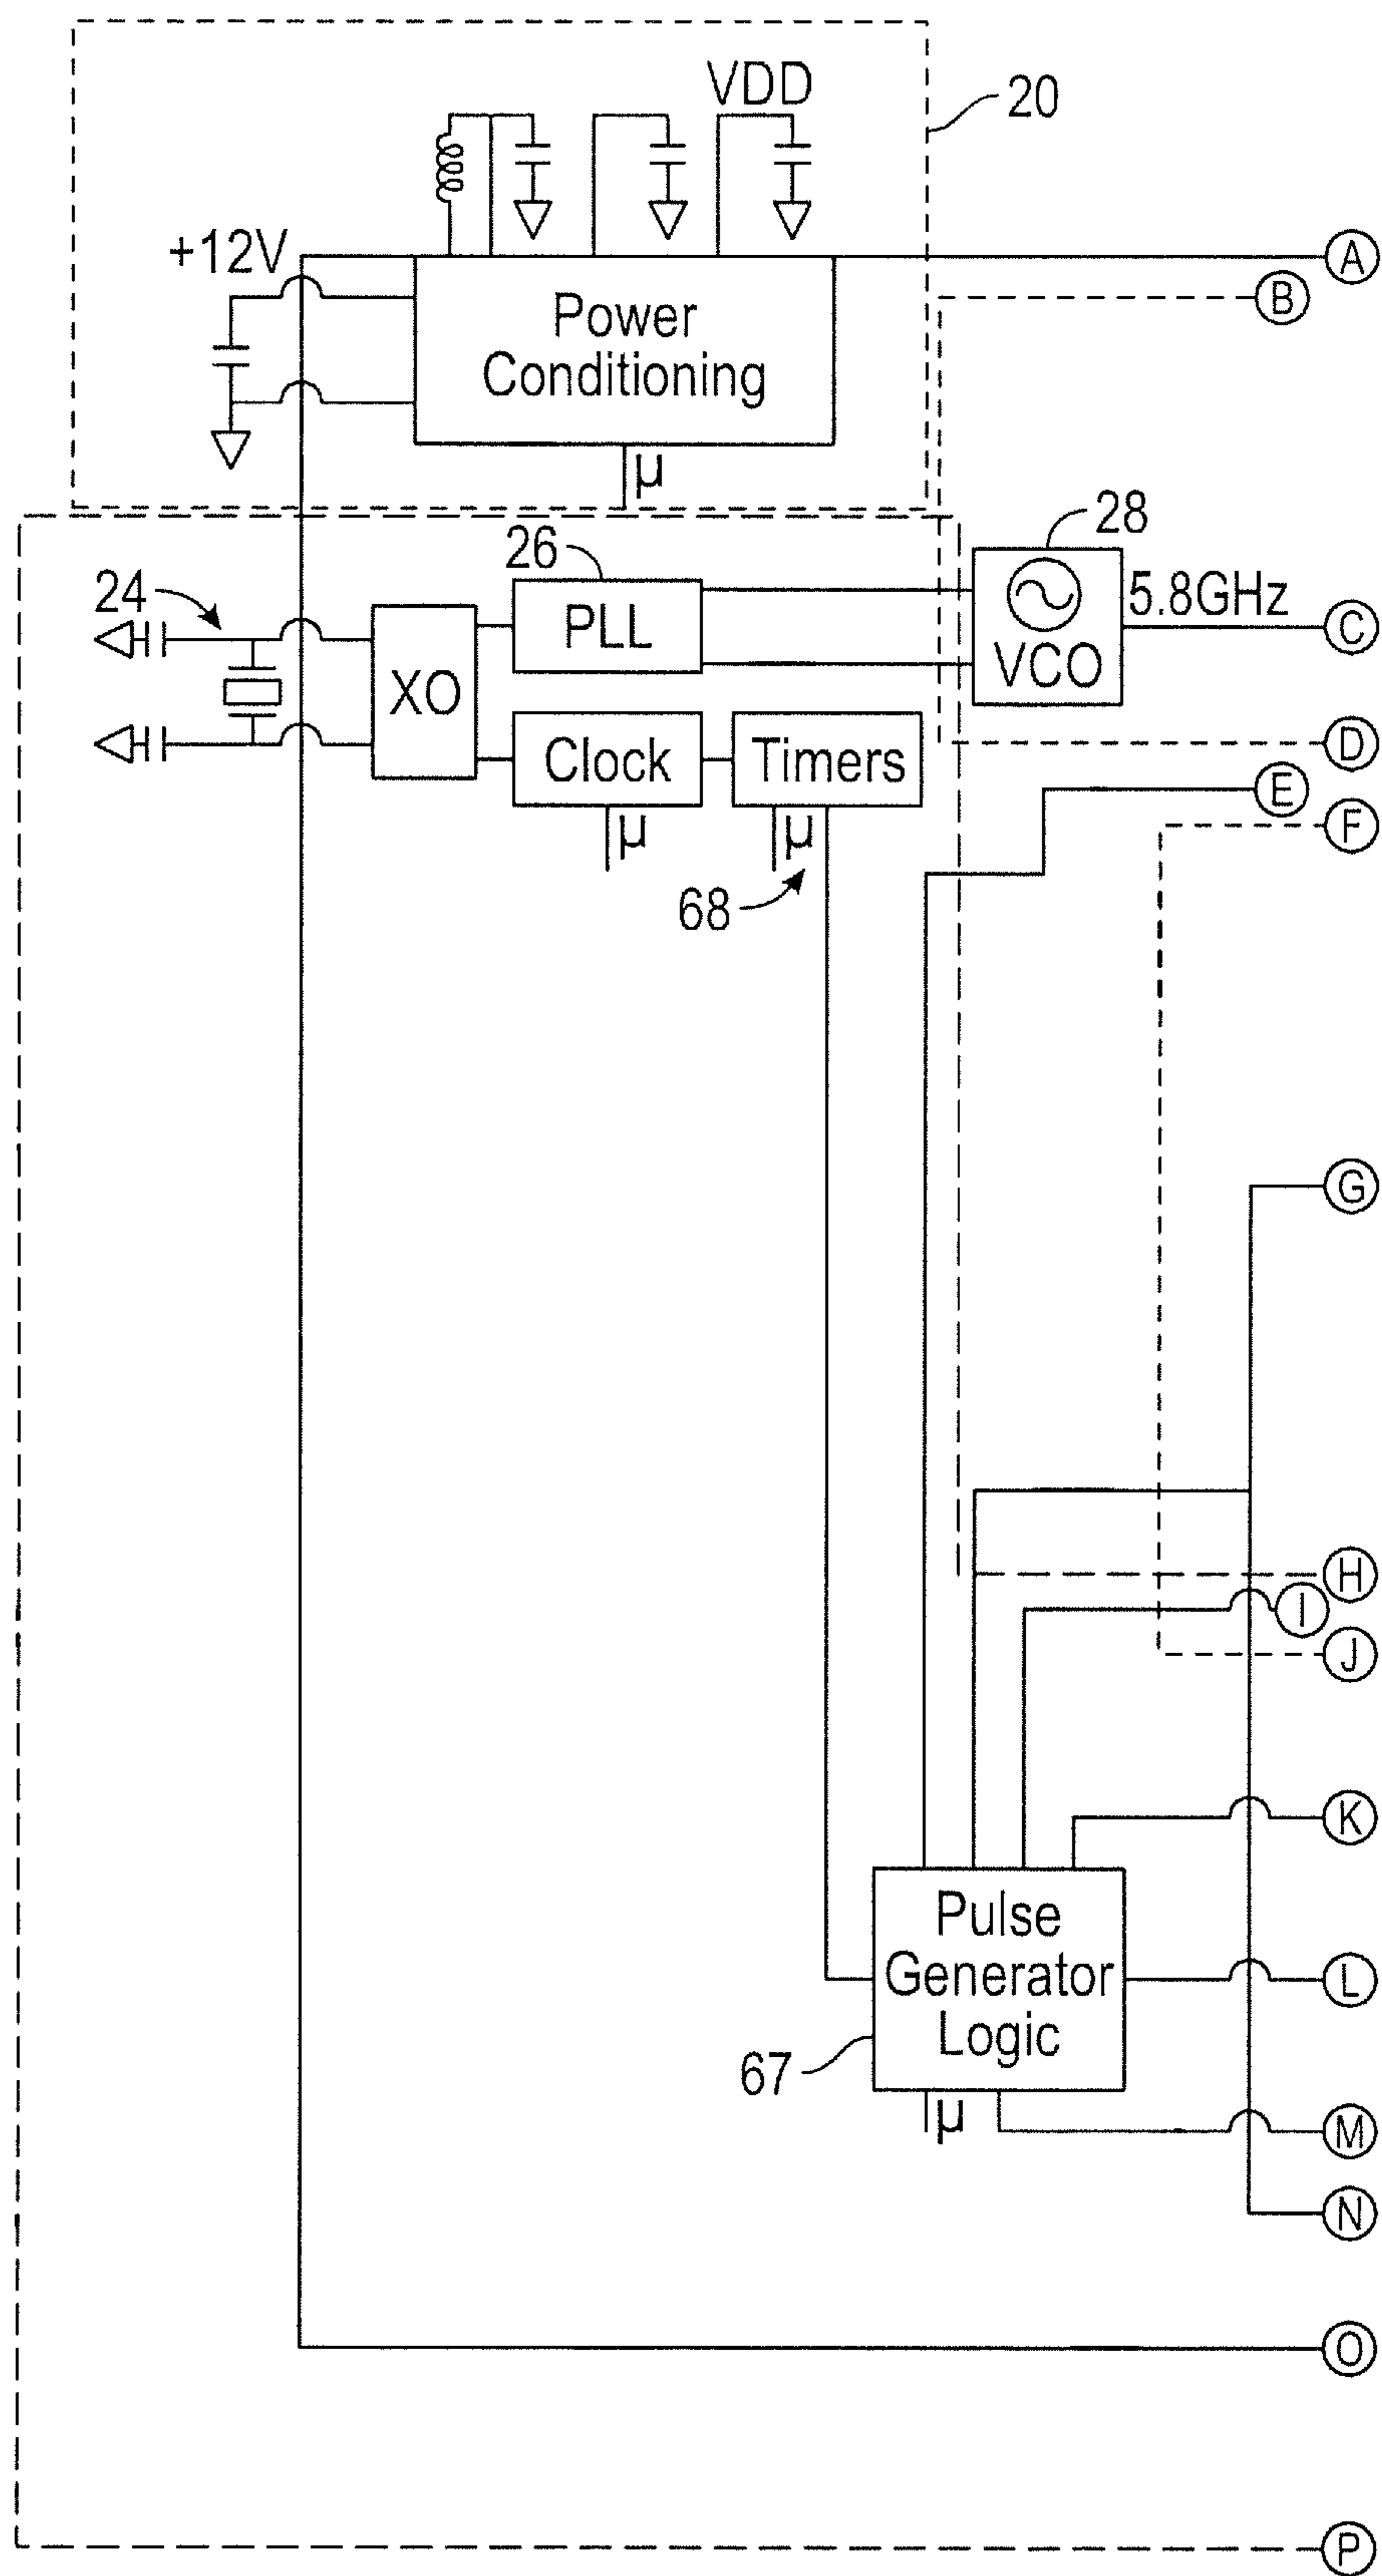 VDD
20
+12V
A
B
Power
Conditioning
µ
28
26
24
5.8GHz
PLL
C
VCO
XO
D
Clock
Timers
E
F
µ
µ
68
G
H
I
J
K
Pulse
Generator
L
Logic
67
µ
M
N
O
P